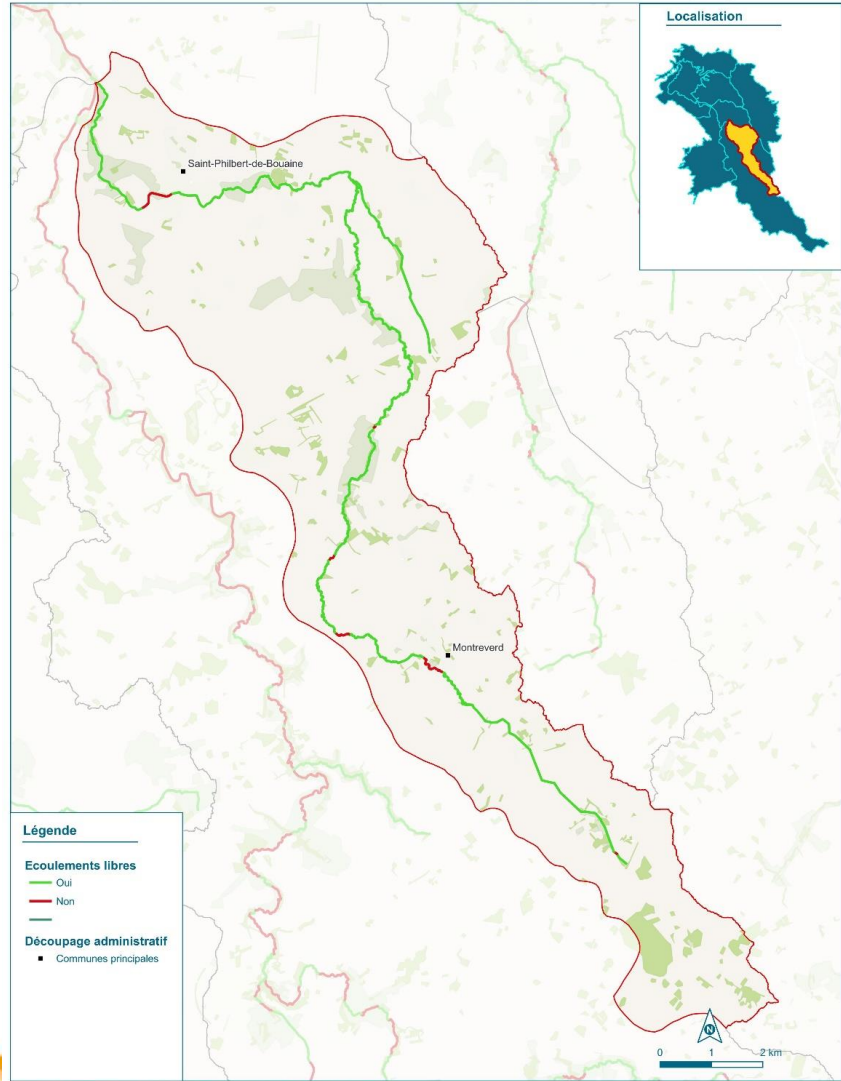 Localisation
Saint-Philbert-de-Bouaine
Montreverd
Légende
Ecoulements libres
Oui
Non
Découpage administratif
Communes principales
N
0 1 2 km